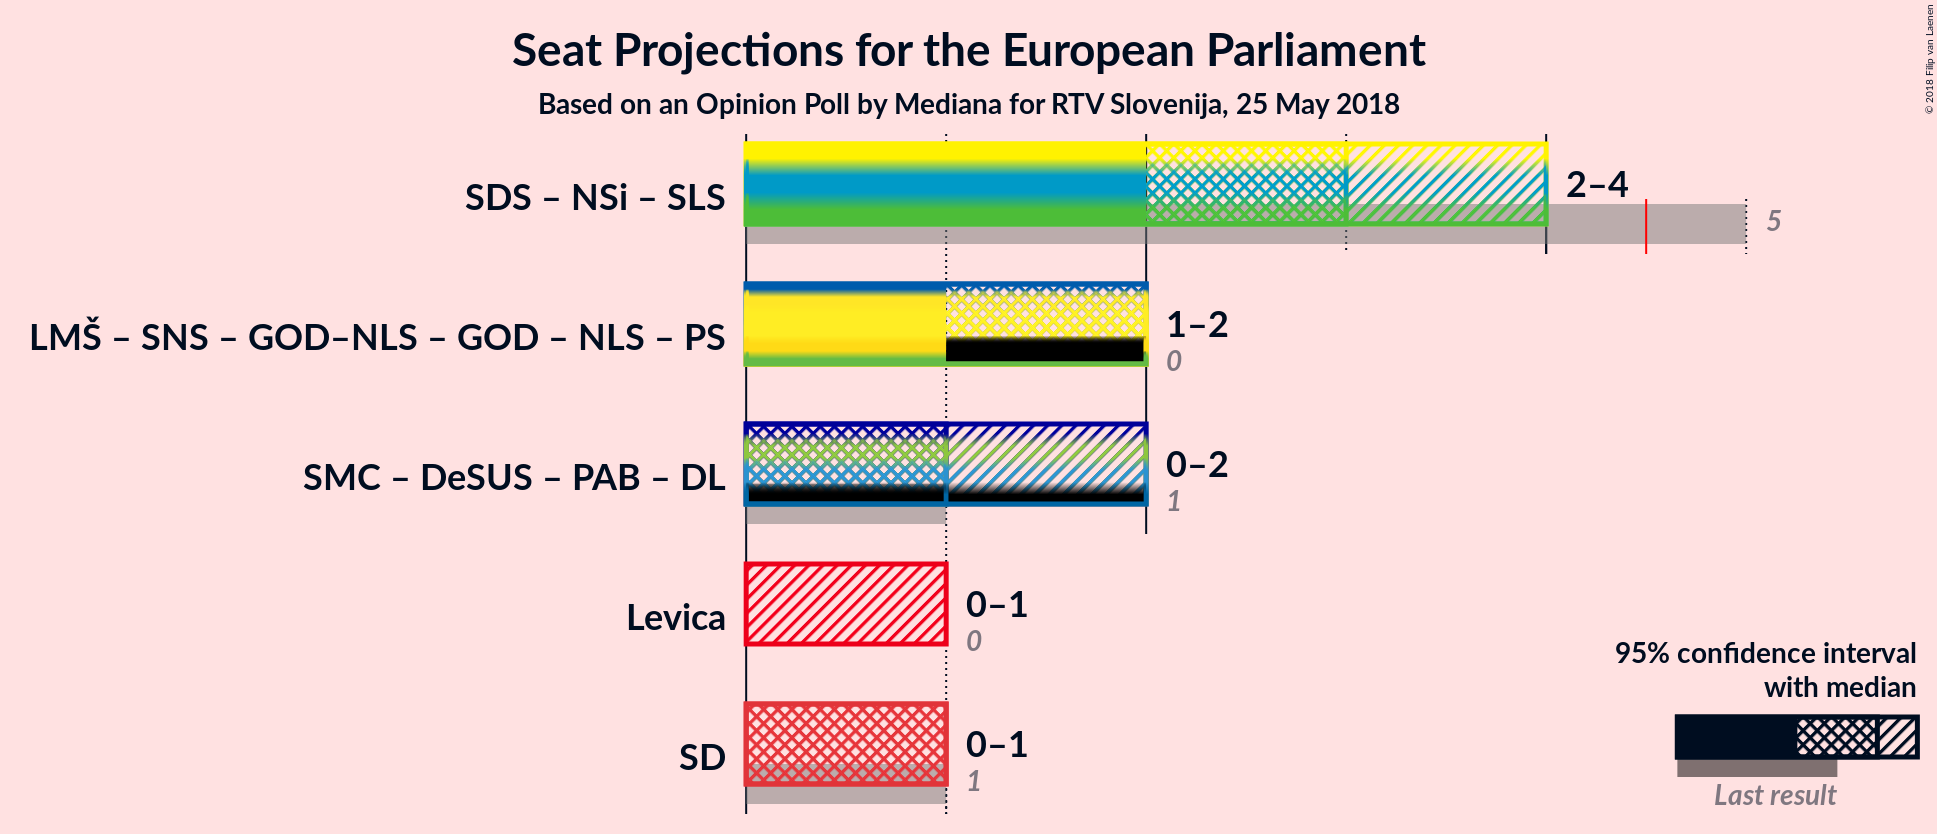 Seat Projections for the European Parliament
Based on an Opinion Poll by Mediana for RTV Slovenija, 25 May 2018
© 2018 Filip van Laenen
SDS – NSi – SLS
2–4
5
LMŠ – SNS – GOD–NLS – GOD – NLS – PS
1–2
0
SMC – DeSUS – PAB – DL
0–2
1
Levica
0–1
0
SD
0–1
1
95% confidence interval
with median
Last result